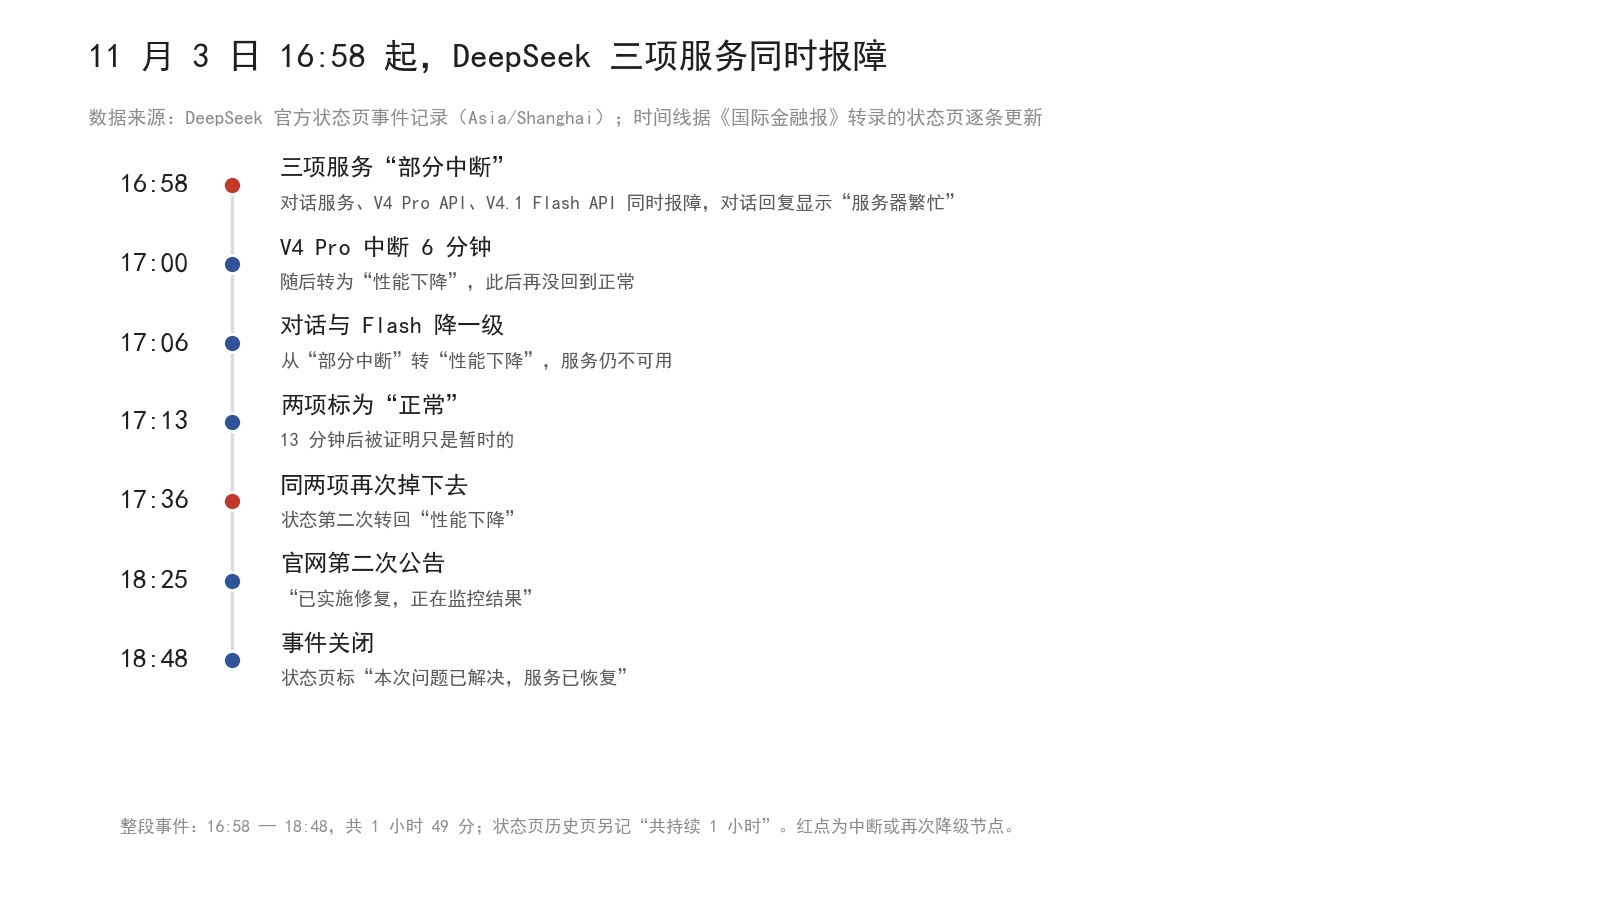 11 月 3 日 16:58 起，DeepSeek 三项服务同时报障
数据来源：DeepSeek 官方状态页事件记录（Asia/Shanghai）；时间线据《国际金融报》转录的状态页逐条更新
16:58
三项服务“部分中断”
对话服务、V4 Pro API、V4.1 Flash API 同时报障，对话回复显示“服务器繁忙”
17:00
V4 Pro 中断 6 分钟
随后转为“性能下降”，此后再没回到正常
17:06
对话与 Flash 降一级
从“部分中断”转“性能下降”，服务仍不可用
17:13
两项标为“正常”
13 分钟后被证明只是暂时的
17:36
同两项再次掉下去
状态第二次转回“性能下降”
18:25
官网第二次公告
“已实施修复，正在监控结果”
18:48
事件关闭
状态页标“本次问题已解决，服务已恢复”
整段事件：16:58 — 18:48，共 1 小时 49 分；状态页历史页另记“共持续 1 小时”。红点为中断或再次降级节点。